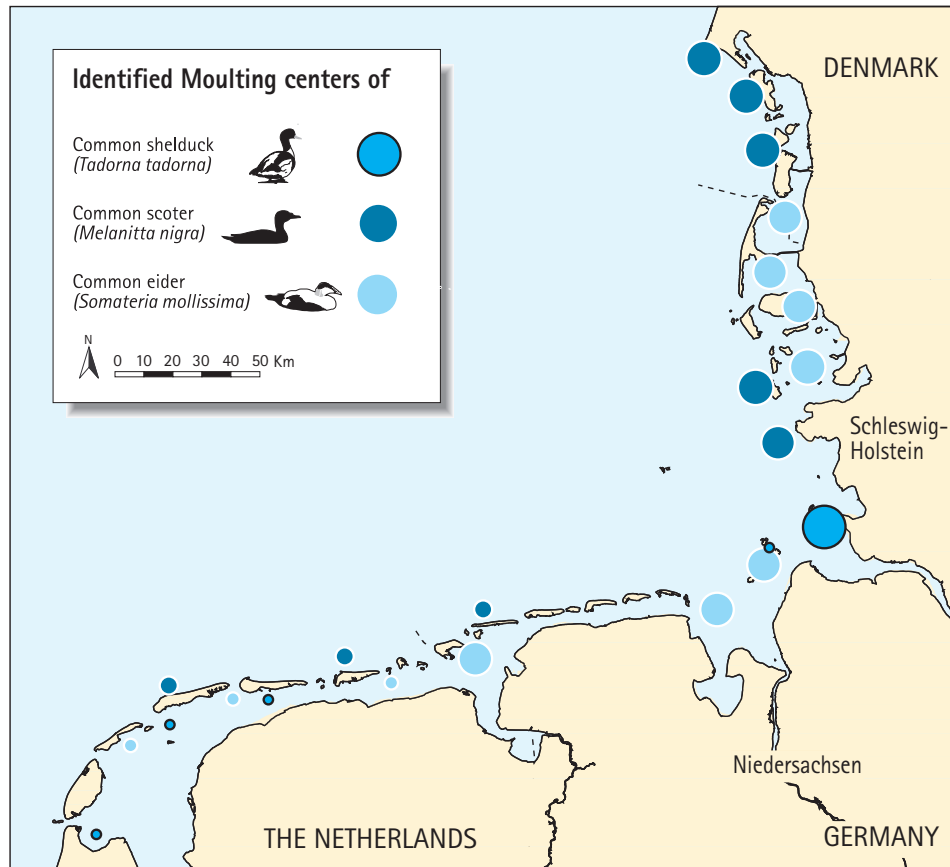 Identified Moulting centers of
Common shelduck
(Tadorna tadorna)
Common scoter
(Melanitta nigra)
Common eider
(Somateria mollissima)
N
0 10 20 30 40 50 Km
DENMARK
Schleswig-
Holstein
Niedersachsen
THE NETHERLANDS
GERMANY